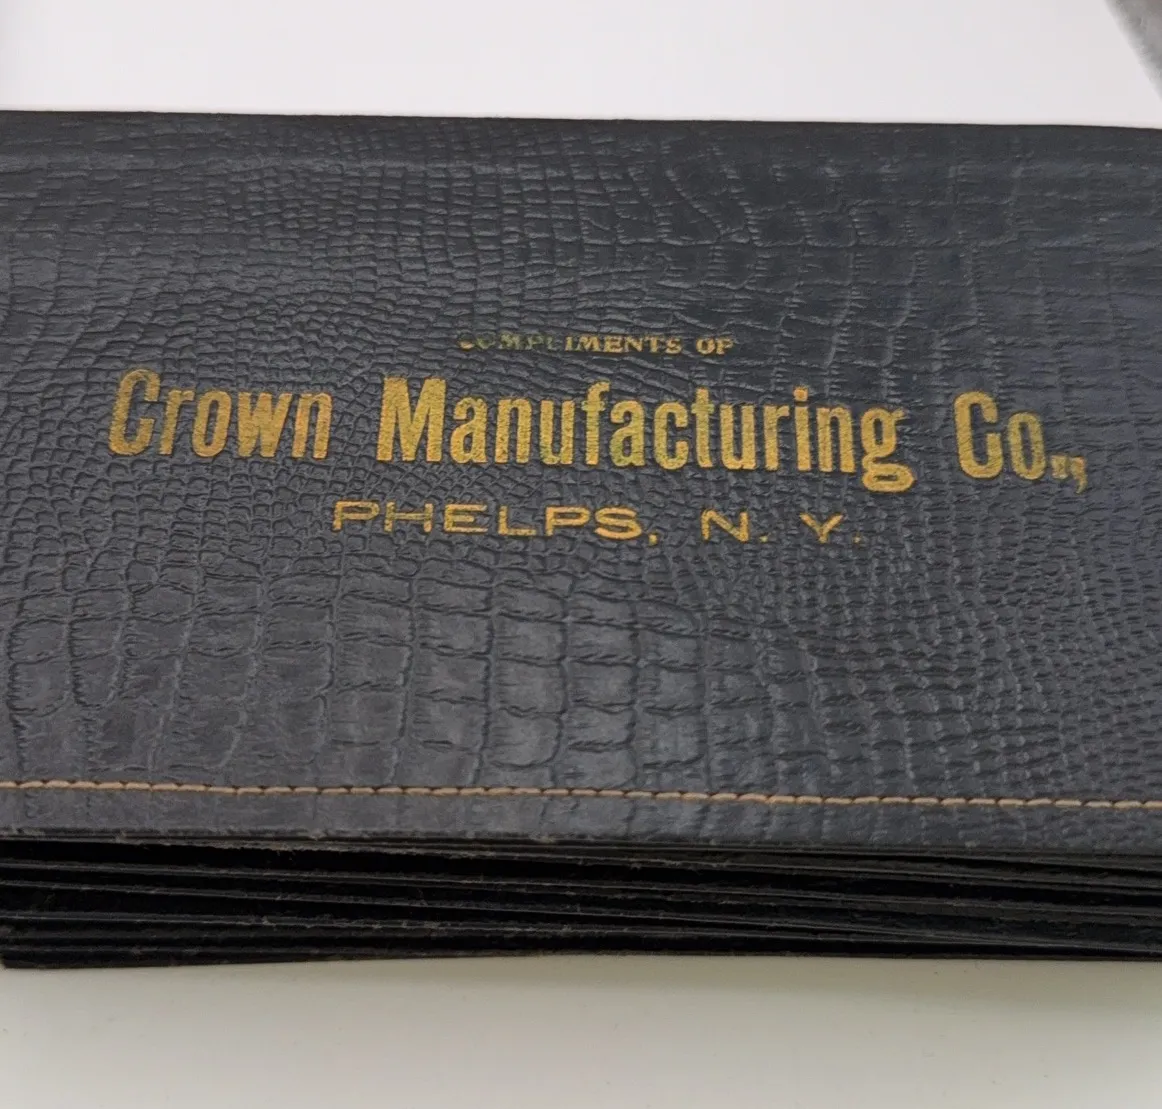 COMPLIMENTS OF
Crown Manufacturing Co.,
PHELPS, N. Y.